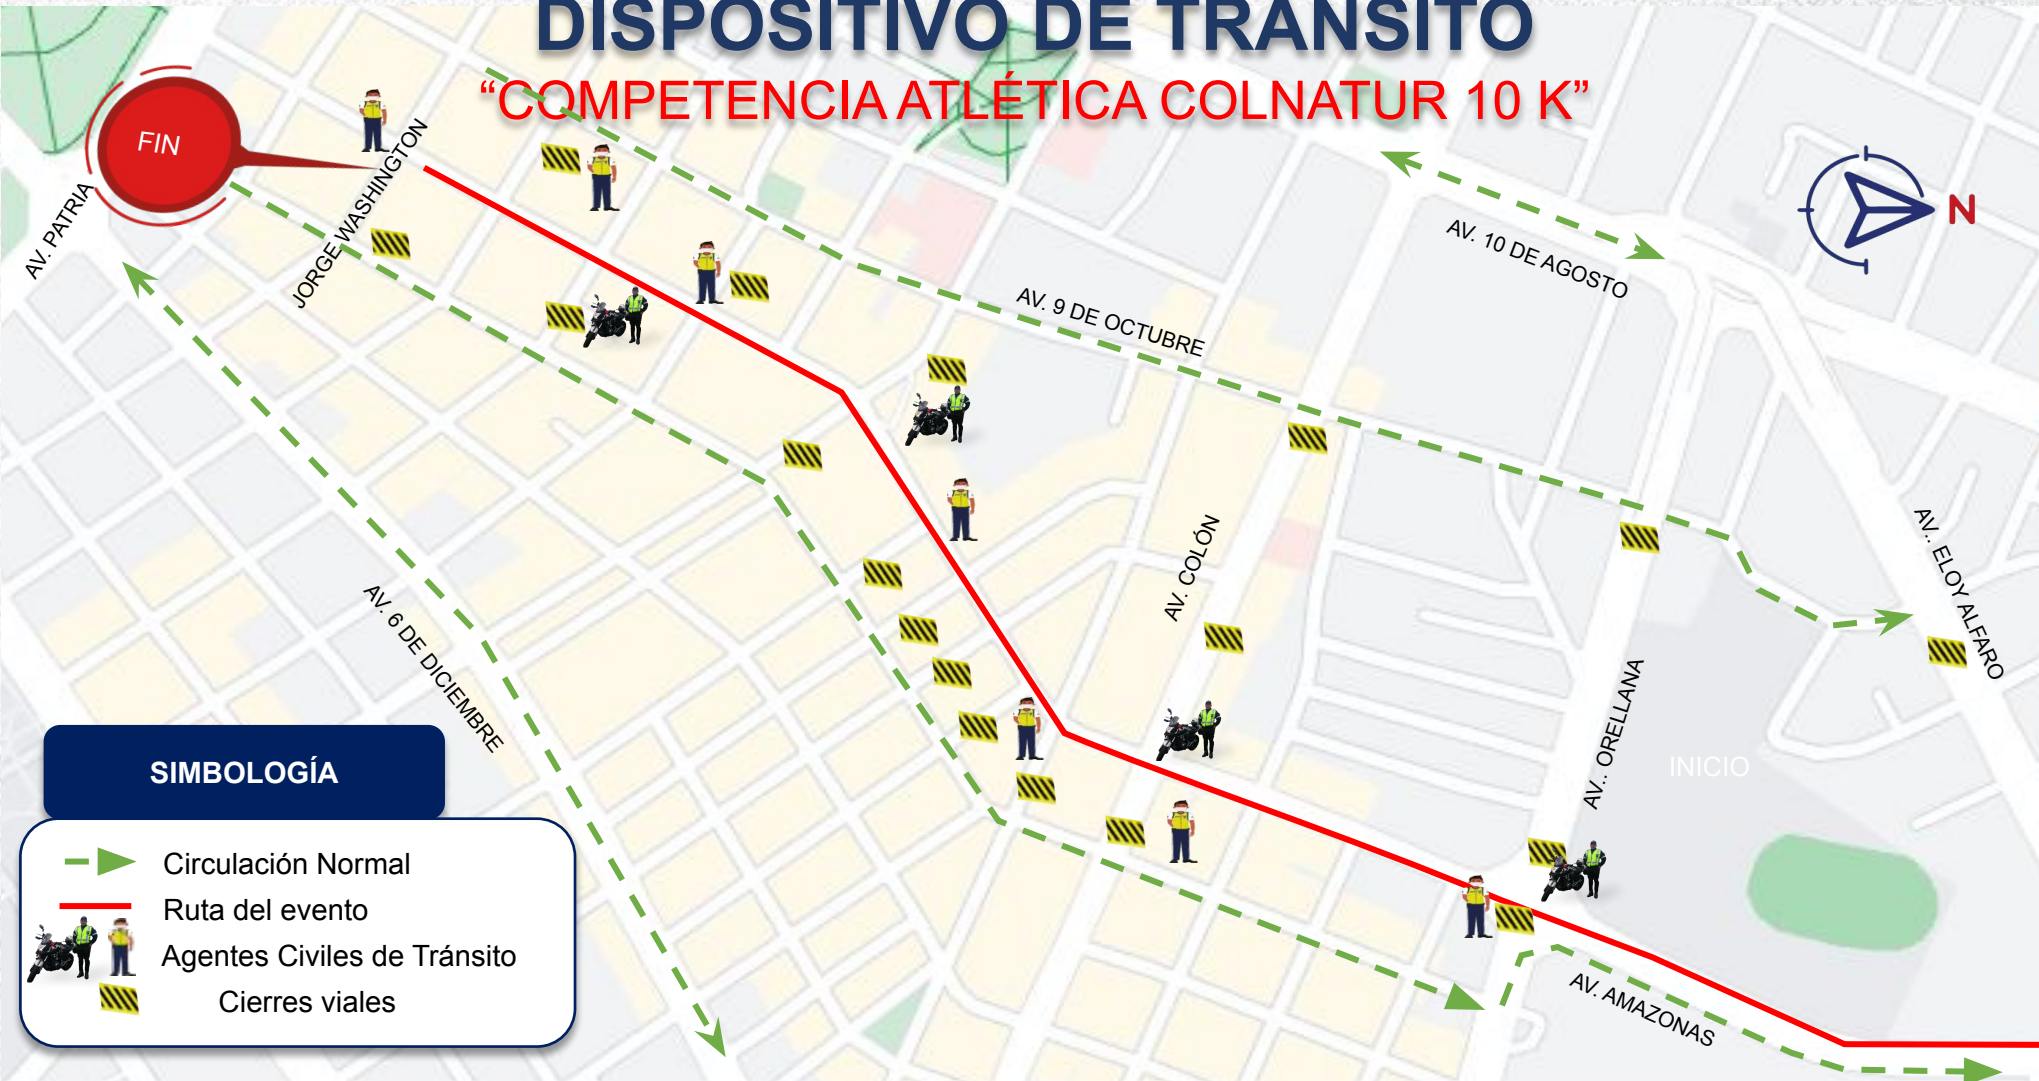 DISPOSITIVO DE TRÁNSITO
“COMPETENCIA ATLÉTICA COLNATUR 10 K”
FIN
AV. PATRIA
JORGE WASHINGTON
AV. 10 DE AGOSTO
N
AV. 9 DE OCTUBRE
AV. COLÓN
AV.. ELOY ALFARO
AV. 6 DE DICIEMBRE
AV.. ORELLANA
INICIO
AV. AMAZONAS
SIMBOLOGÍA
Circulación Normal
Ruta del evento
Agentes Civiles de Tránsito
Cierres viales